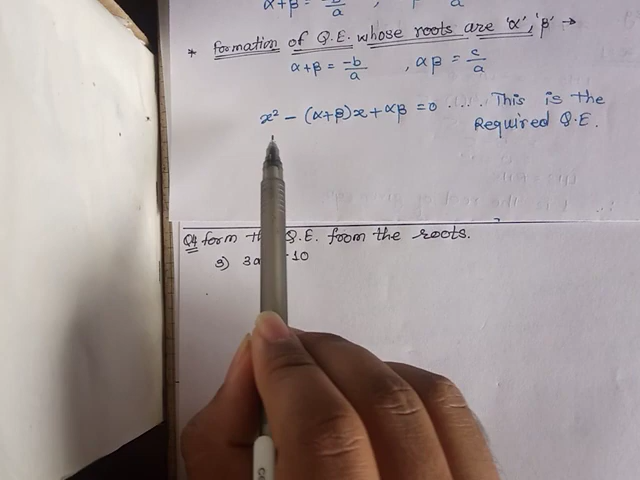 α+β = -b/a
* formation of Q.E. whose roots are 'α', 'β' →
α+β = -b/a , αβ = c/a
x² - (α+β)x + αβ = 0 .... This is the
Required Q.E.
Q4 form the Q.E. from the roots.
10